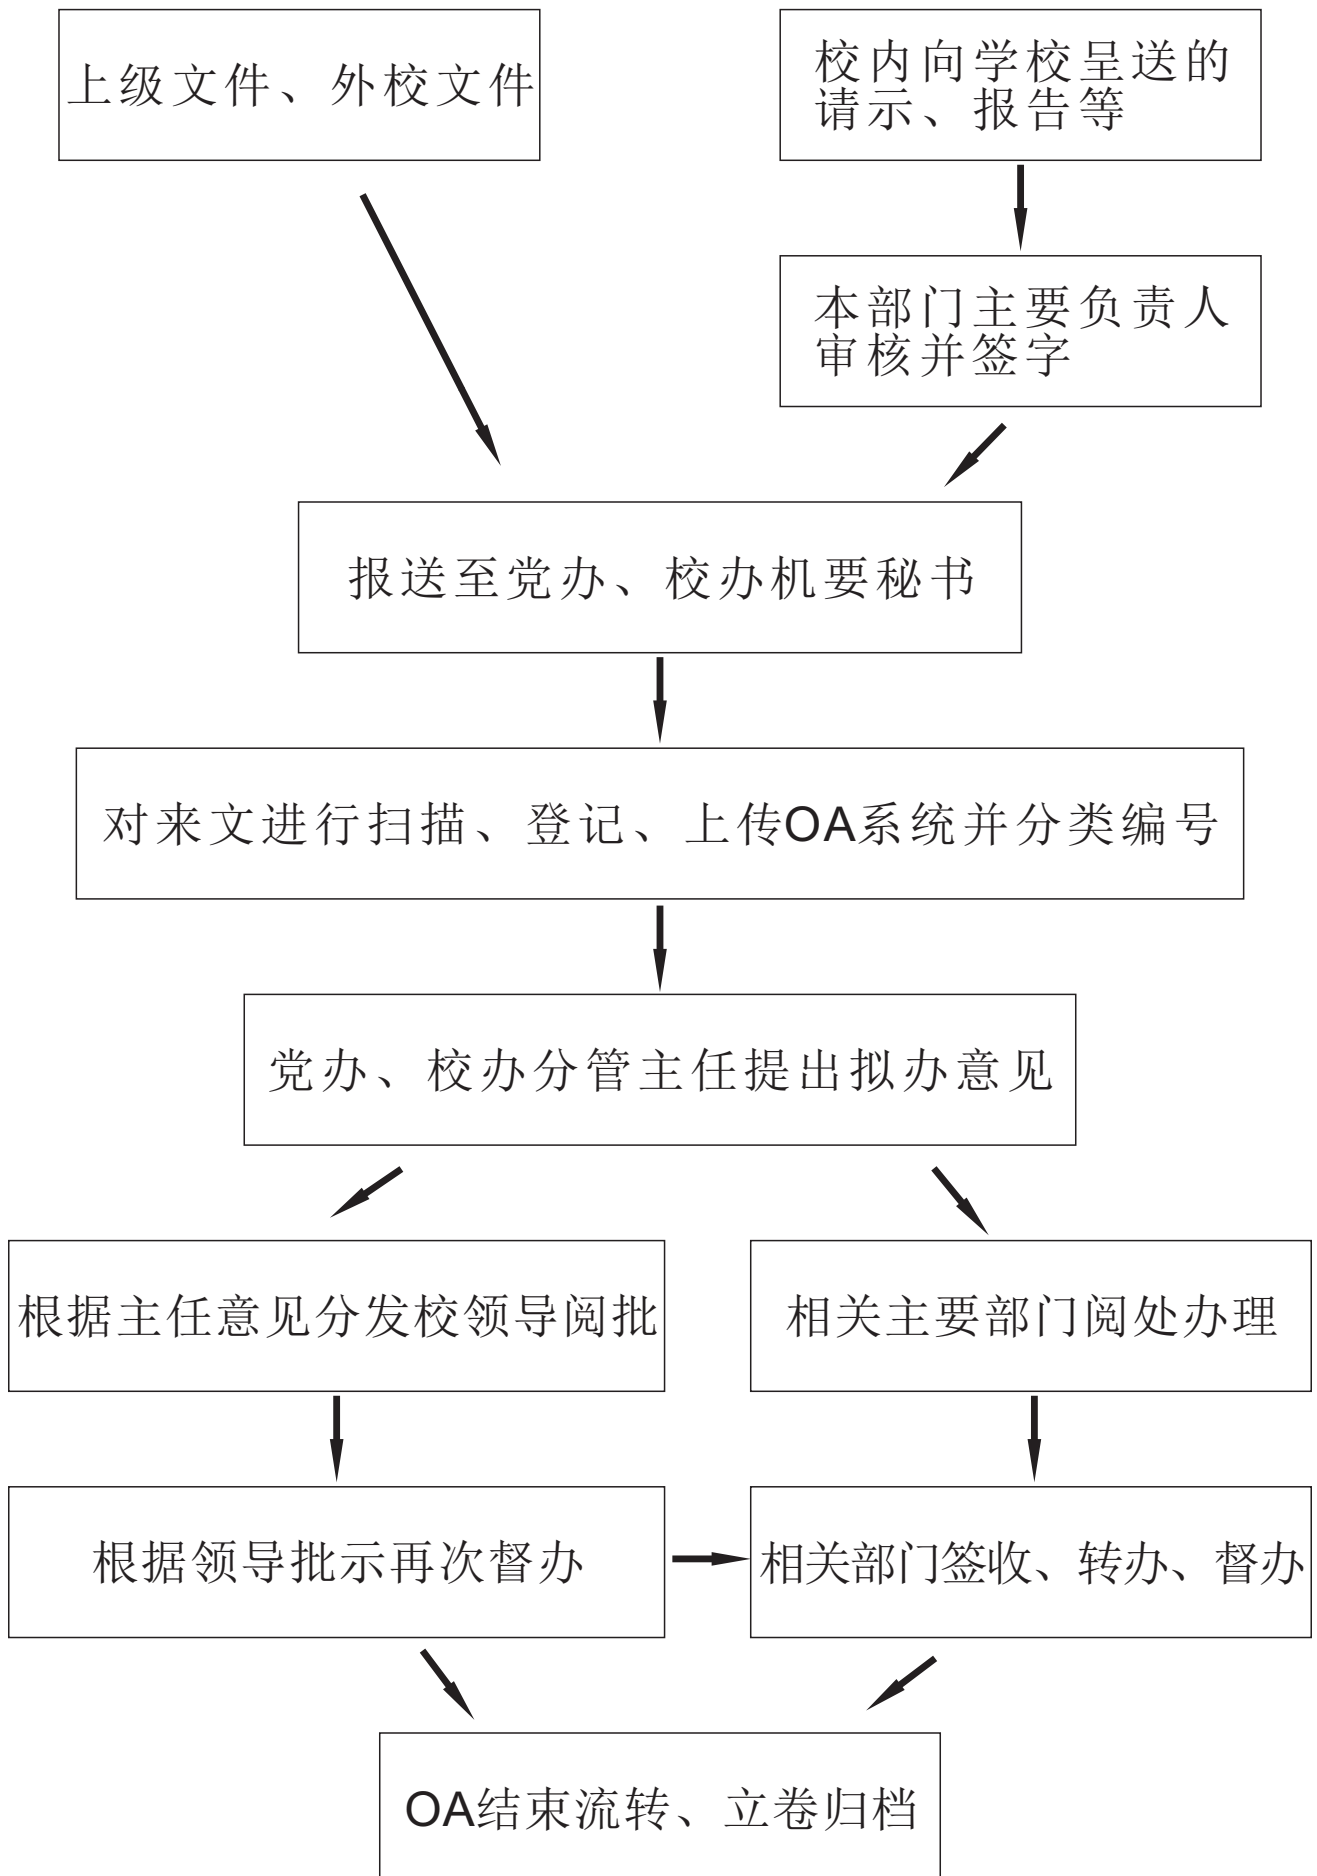 上级文件、外校文件
校内向学校呈送的
请示、报告等
本部门主要负责人
审核并签字
报送至党办、校办机要秘书
对来文进行扫描、登记、上传OA系统并分类编号
党办、校办分管主任提出拟办意见
根据主任意见分发校领导阅批
相关主要部门阅处办理
根据领导批示再次督办
相关部门签收、转办、督办
OA结束流转、立卷归档